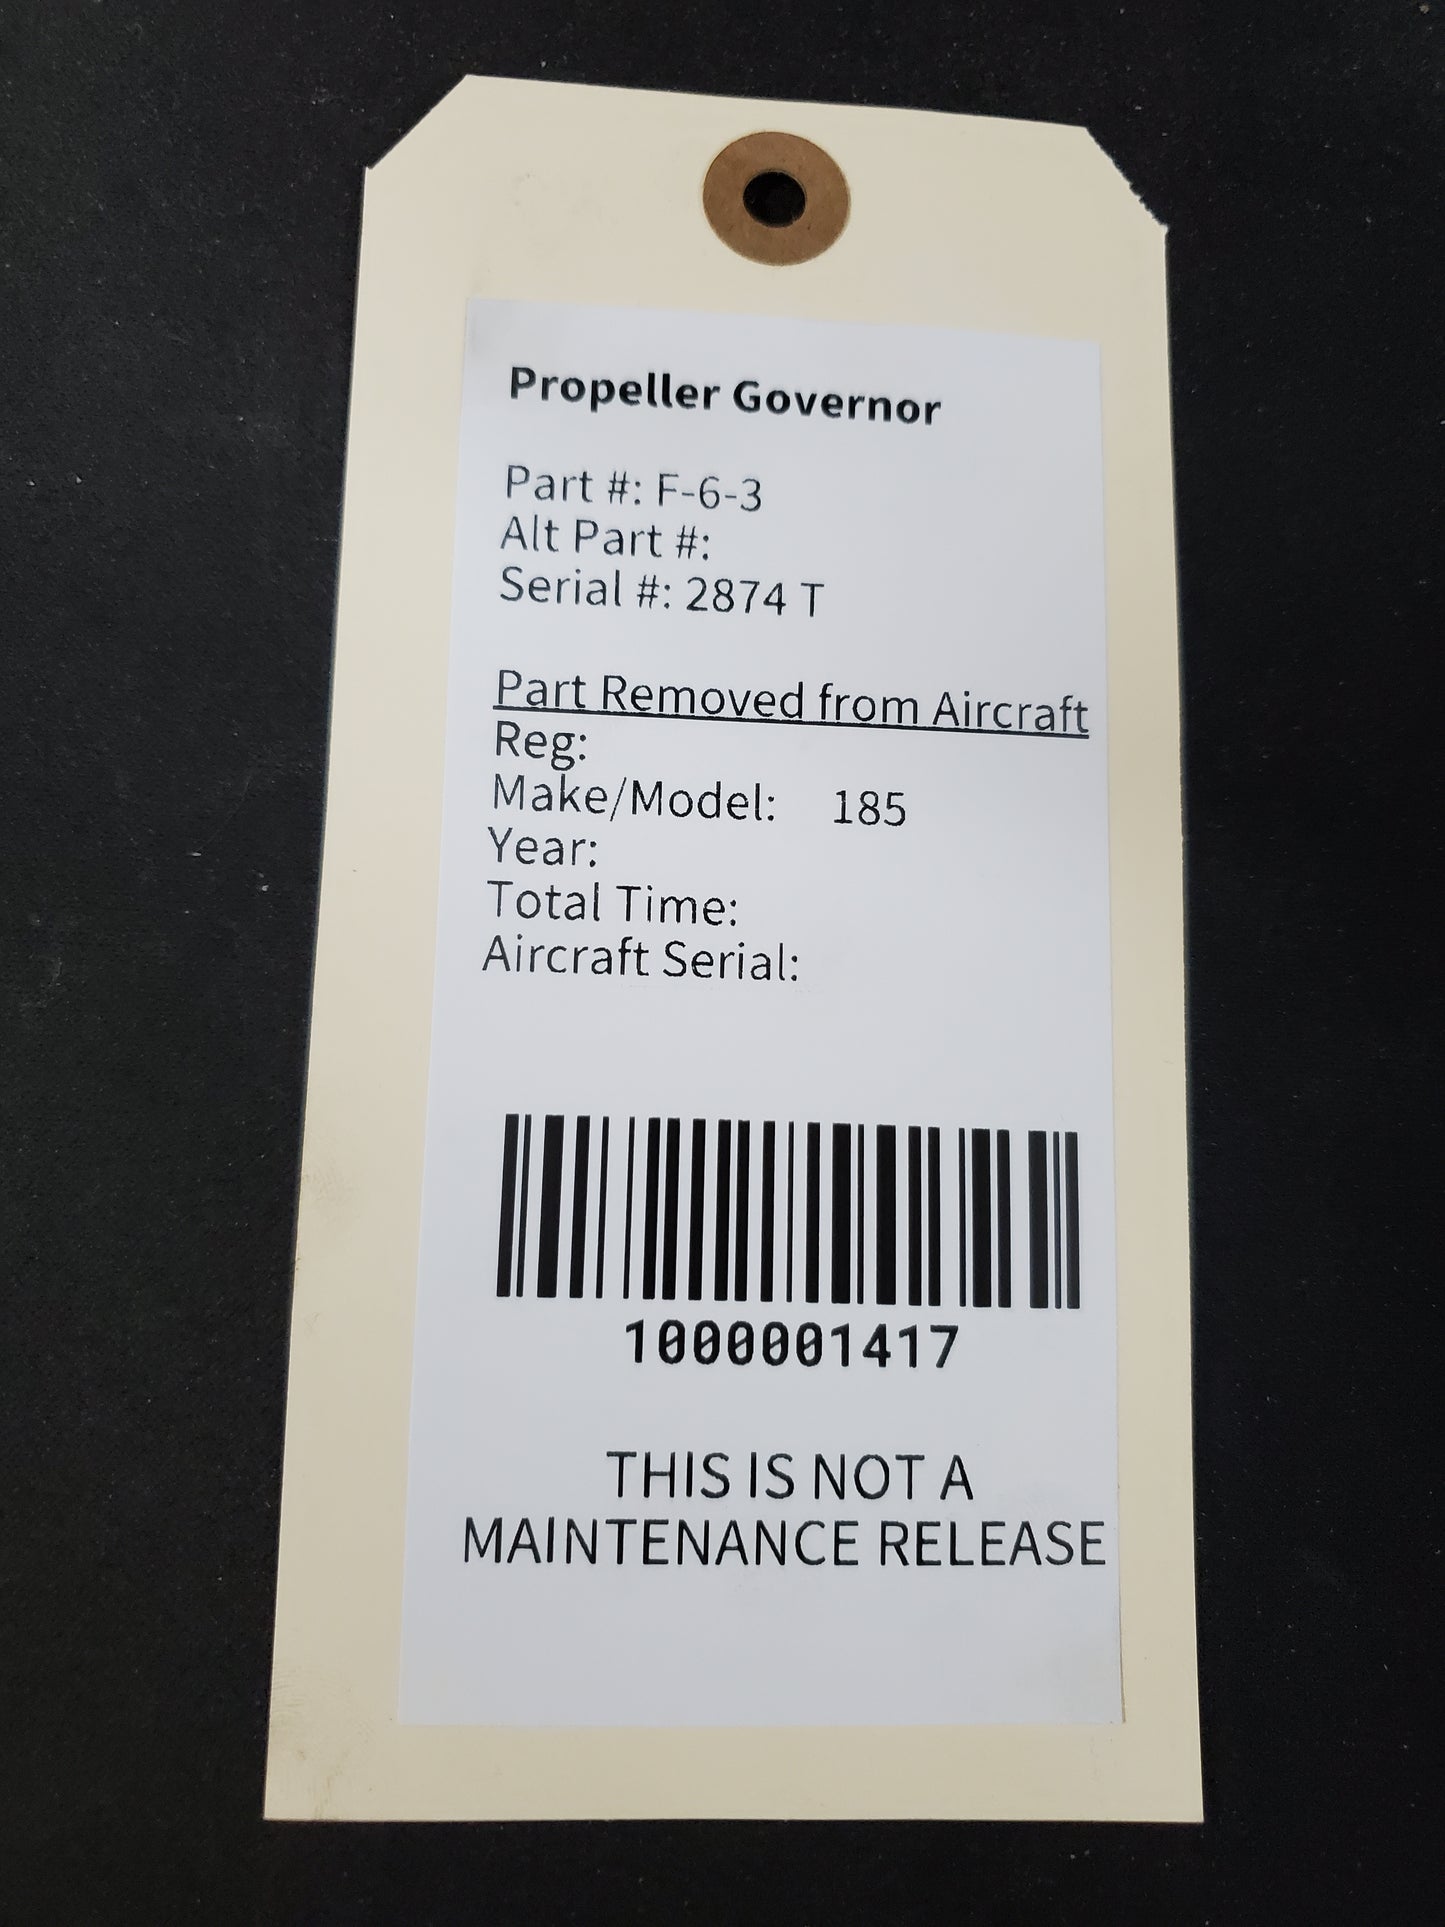 Propeller Governor
Part #: F-6-3
Alt Part #:
Serial #: 2874 T
Part Removed from Aircraft
Reg:
Make/Model: 185
Year:
Total Time:
Aircraft Serial:
1000001417
THIS IS NOT A
MAINTENANCE RELEASE